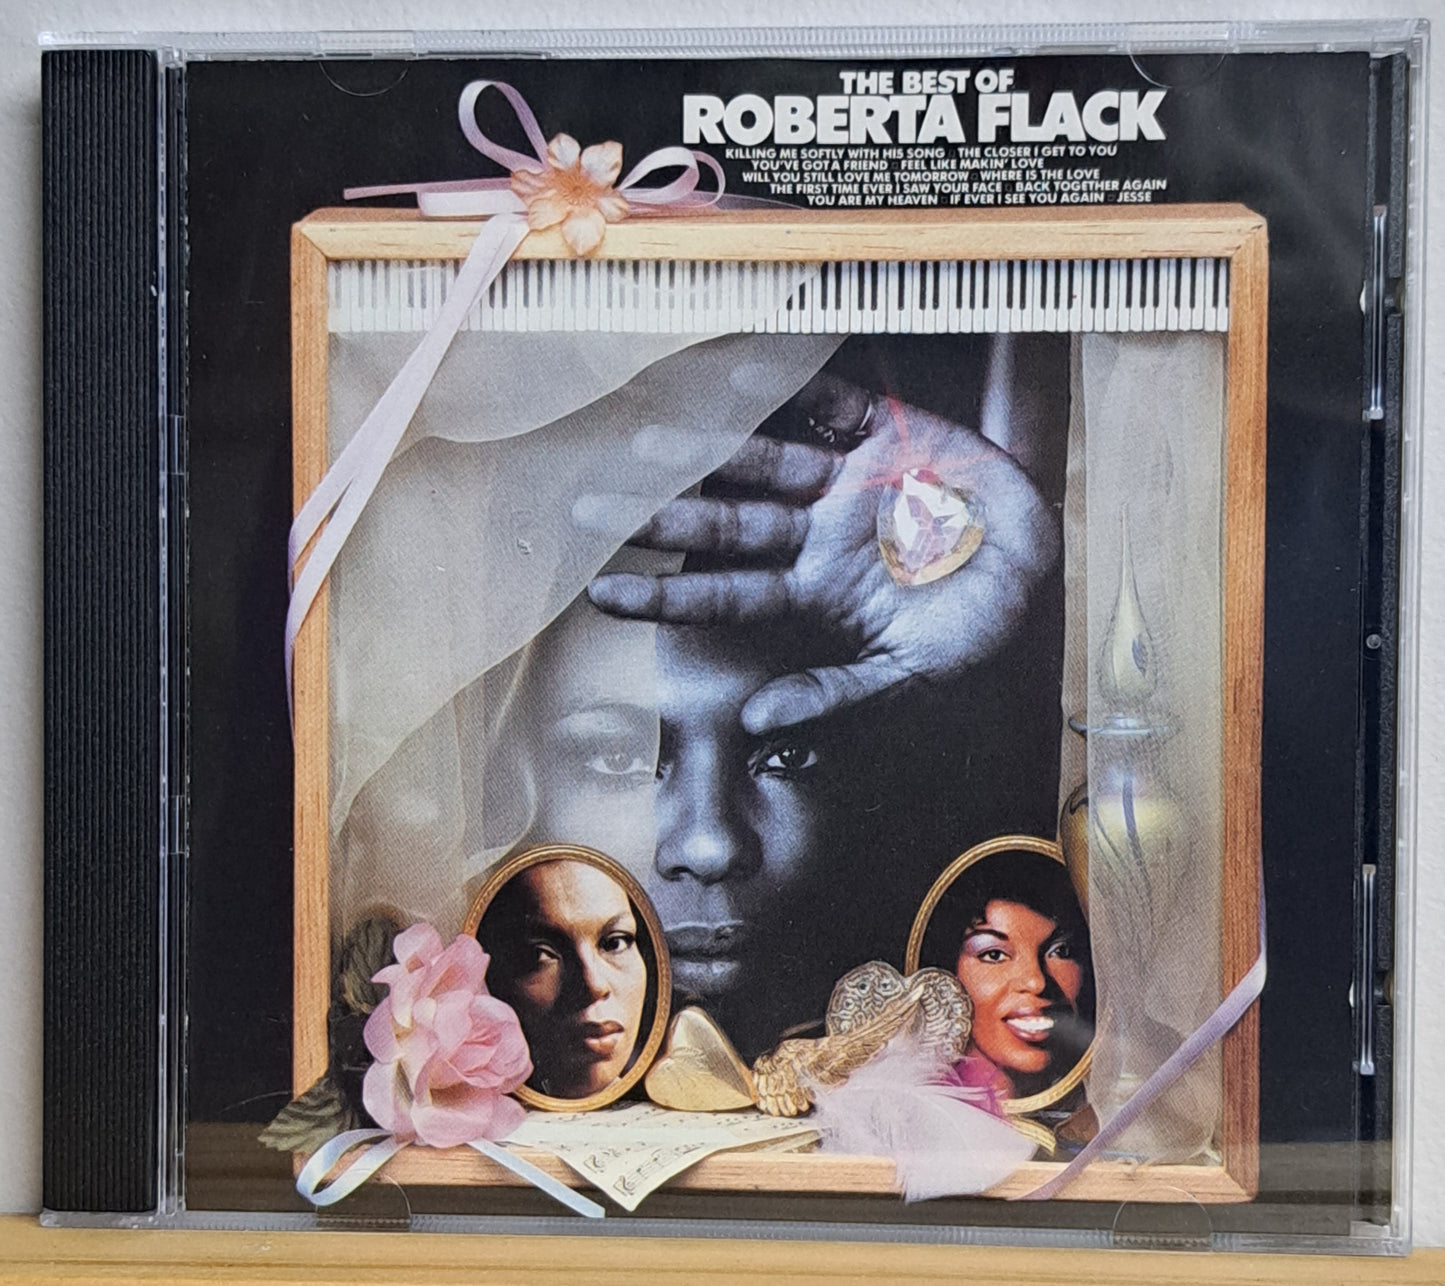 THE BEST OF
ROBERTA FLACK
KILLING ME SOFTLY WITH HIS SONG □ THE CLOSER I GET TO YOU
YOU'VE GOT A FRIEND □ FEEL LIKE MAKIN' LOVE
WILL YOU STILL LOVE ME TOMORROW □ WHERE IS THE LOVE
THE FIRST TIME EVER I SAW YOUR FACE □ BACK TOGETHER AGAIN
YOU ARE MY HEAVEN □ IF EVER I SEE YOU AGAIN □ JESSE